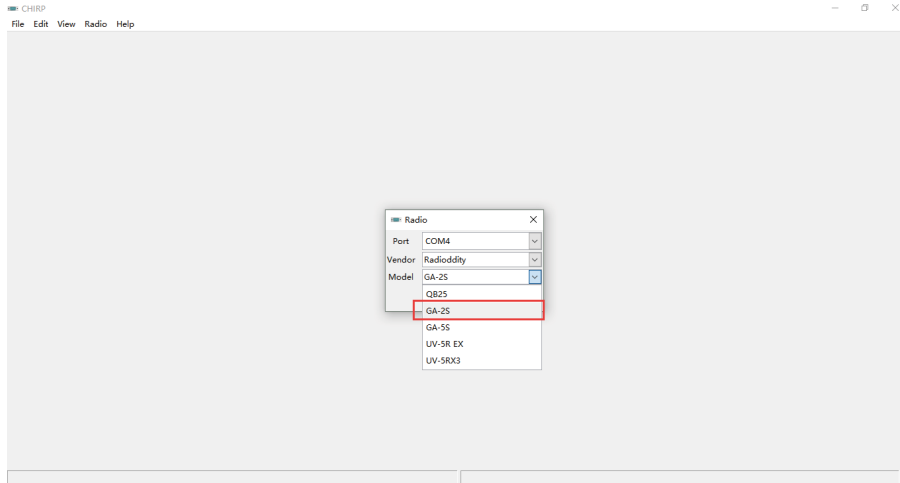 CHIRP
File Edit View Radio Help
Radio
Port COM4
Vendor Radioddity
Model GA-2S
QB25
GA-2S
GA-5S
UV-5R EX
UV-5RX3